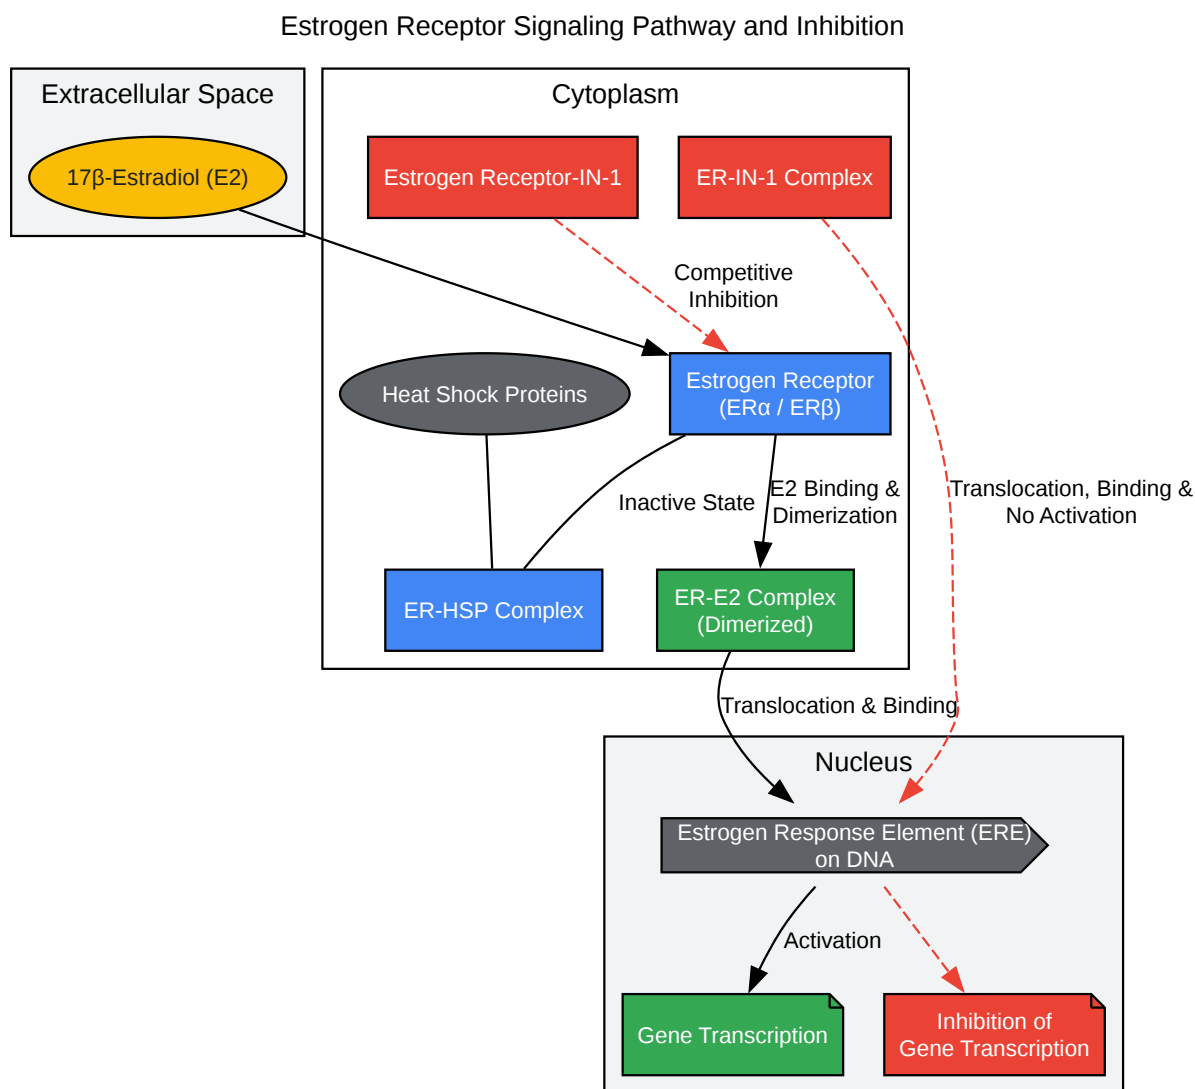 Estrogen Receptor Signaling Pathway and Inhibition
Extracellular Space
Cytoplasm
17β-Estradiol (E2)
Estrogen Receptor-IN-1
ER-IN-1 Complex
Competitive
Inhibition
Heat Shock Proteins
Estrogen Receptor
(ERα / ERβ)
Inactive State
E2 Binding &
Dimerization
Translocation, Binding &
No Activation
ER-HSP Complex
ER-E2 Complex
(Dimerized)
Translocation & Binding
Nucleus
Estrogen Response Element (ERE)
on DNA
Activation
Gene Transcription
Inhibition of
Gene Transcription